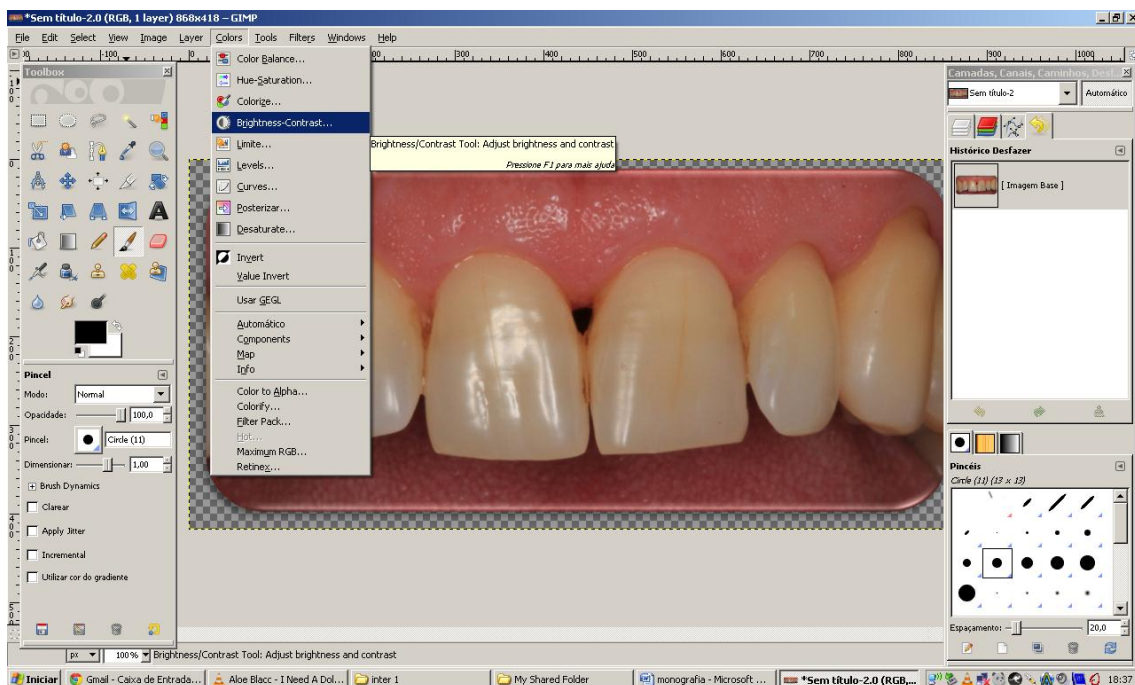 *Sem título-2.0 (RGB, 1 layer) 868x418 – GIMP
File Edit Select View Image Layer Colors Tools Filters Windows Help
Toolbox
Color Balance...
Hue-Saturation...
Colorize...
Brightness-Contrast...
Limite...
Levels...
Curves...
Posterizar...
Desaturate...
Invert
Value Invert
Usar GEGL
Automático
Components
Map
Info
Color to Alpha...
Colorify...
Filter Pack...
Hot...
Maximum RGB...
Retinex...
Brightness/Contrast Tool: Adjust brightness and contrast
Pressione F1 para mais ajuda
Pincel
Modo: Normal
Opacidade: 100,0
Pincel: Circle (11)
Dimensionar: 1,00
Brush Dynamics
Clarear
Apply Jitter
Incremental
Utilizar cor do gradiente
Camadas, Canais, Caminhos, Desf...
Sem título-2 Automático
Histórico Desfazer
[ Imagem Base ]
Pincéis
Circle (11) (13 x 13)
Espaçamento: 20,0
px 100% Brightness/Contrast Tool: Adjust brightness and contrast
Iniciar Gmail - Caixa de Entrada... Aloe Blacc - I Need A Dol... inter 1 My Shared Folder monografia - Microsoft ... *Sem título-2.0 (RGB,... 18:37